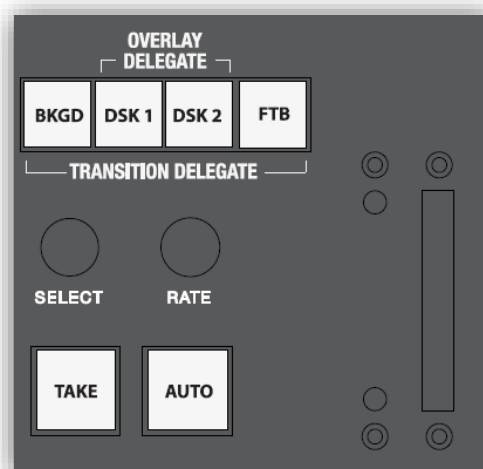 OVERLAY
DELEGATE
BKGD DSK 1 DSK 2 FTB
TRANSITION DELEGATE
SELECT RATE
TAKE AUTO